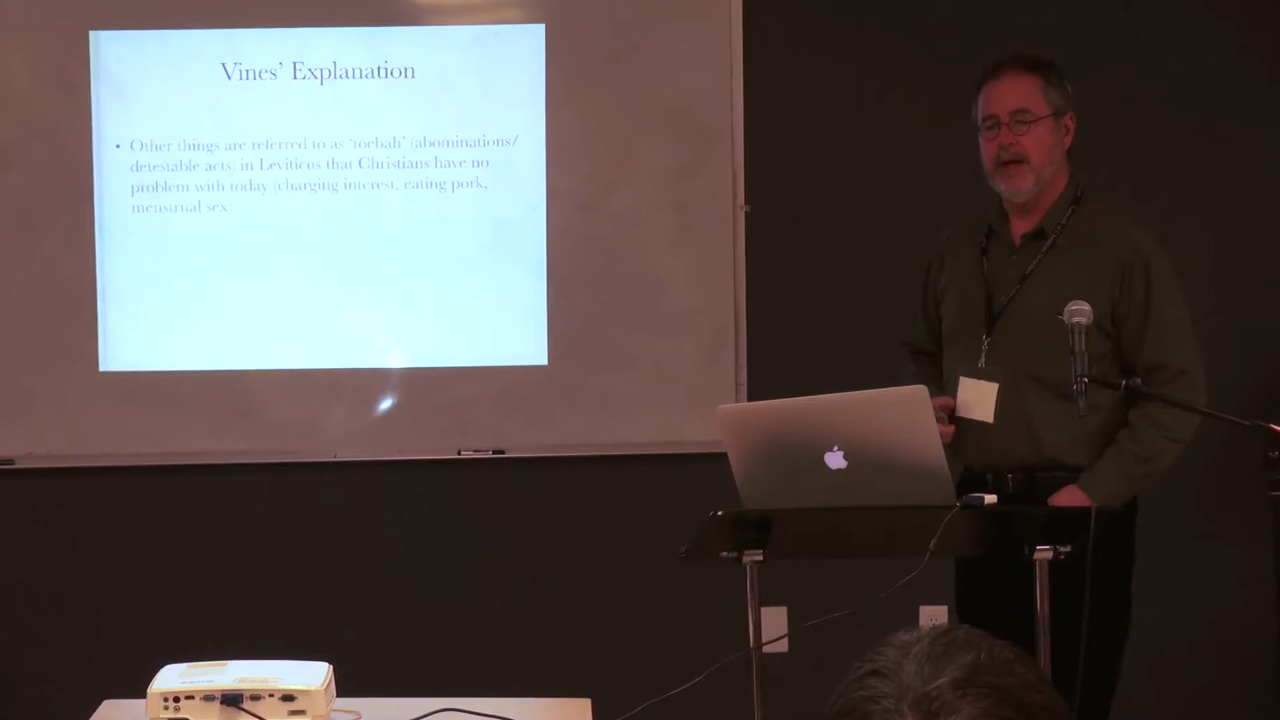 Vines' Explanation
• Other things are referred to as 'toebah' (abominations/
detestable acts) in Leviticus that Christians have no
problem with today (charging interest, eating pork,
menstrual sex